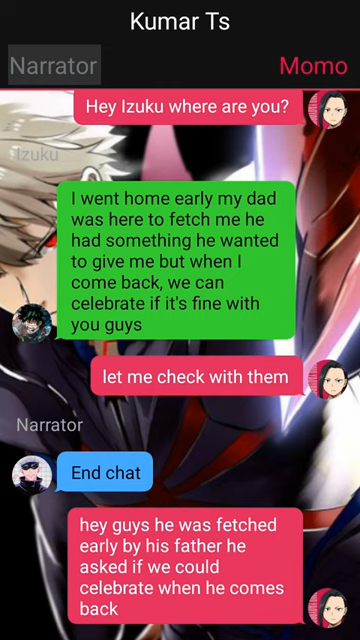 Kumar Ts
Narrator
Momo
Hey Izuku where are you?
Izuku
I went home early my dad
was here to fetch me he
had something he wanted
to give me but when I
come back, we can
celebrate if it's fine with
you guys
let me check with them
Narrator
End chat
hey guys he was fetched
early by his father he
asked if we could
celebrate when he comes
back